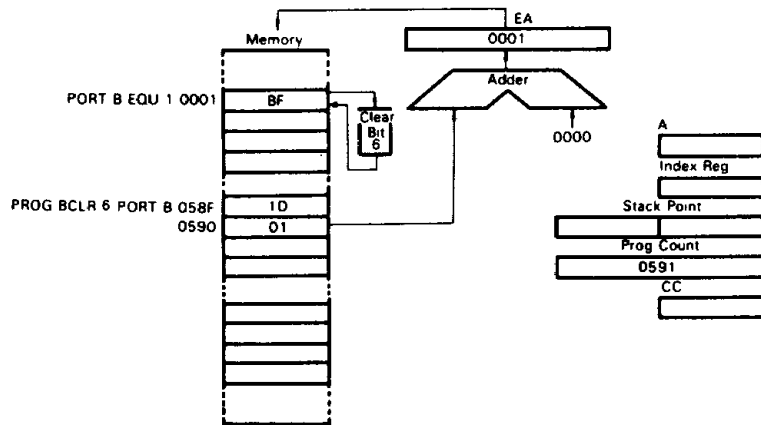 EA
Memory
0001
Adder
PORT B EQU 1 0001
BF
Clear
Bit
6
0000
A
Index Reg
PROG BCLR 6 PORT B 058F
1D
Stack Point
0590
01
Prog Count
0591
CC